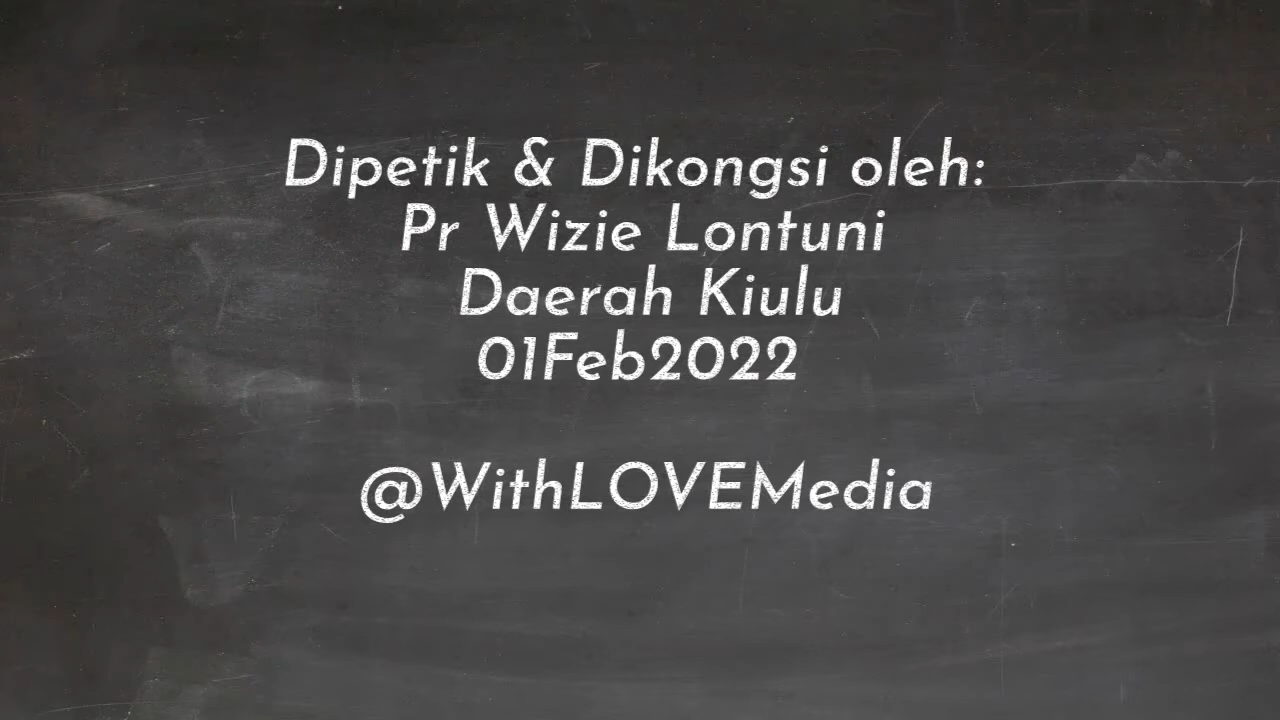 Dipetik & Dikongsi oleh:
Pr Wizie Lontuni
Daerah Kiulu
01Feb2022
@WithLOVEMedia